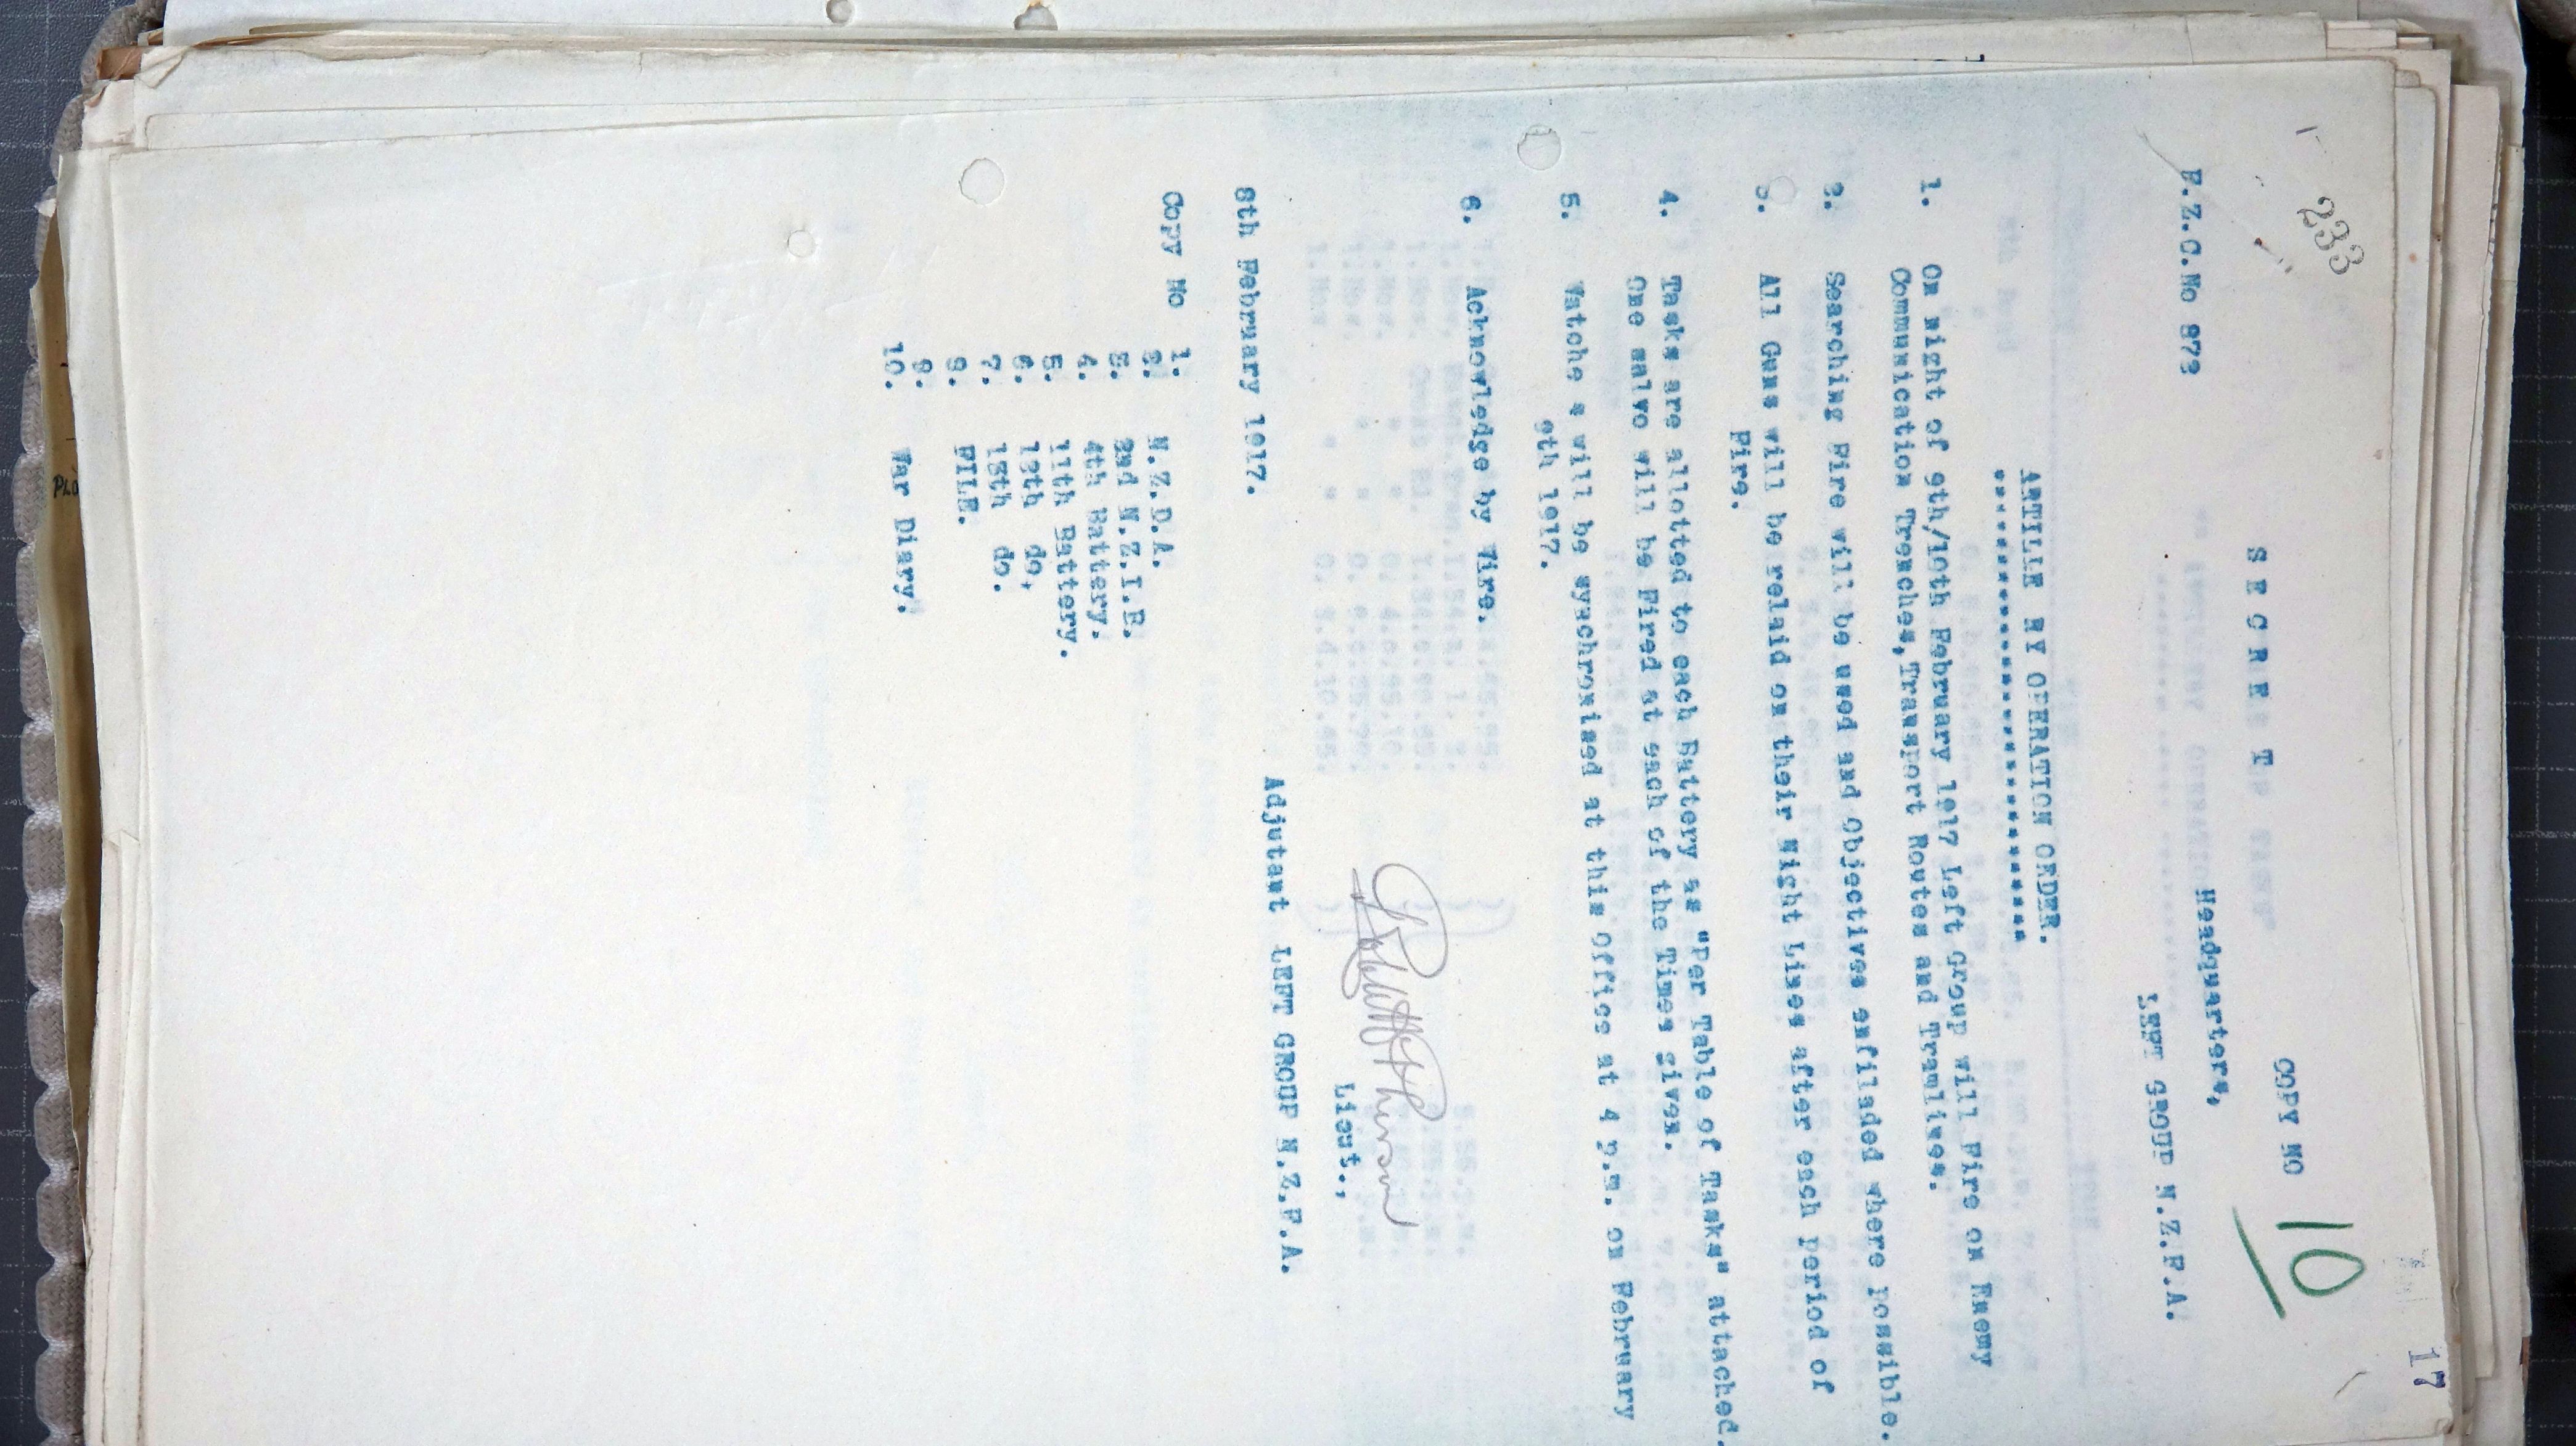 233
17
SECRET
COPY NO 10
F.Z.C.No 873
Headquarters,
LEFT GROUP N.Z.F.A.
ARTILLE RY OPERATION ORDER.
1. On night of 9th/10th February 1917 Left Group will Fire on Enemy
Communication Trenches,Transport Routes and Tramlines.
2. Searching Fire will be used and Objectives enfiladed where possible.
3. All Guns will be relaid on their Night Lines after each period of
Fire.
4. Tasks are allotted to each Battery as "Per Table of Tasks" attached.
One salvo will be Fired at each of the Times given.
5. Watche s will be synchronised at this Office at 4 p.m. on February
9th 1917.
6. Acknowledge by Wire.
Lieut.,
Adjutant LEFT GROUP N.Z.F.A.
8th February 1917.
Copy No 1.
2. N.Z.D.A.
3. 2nd N.Z.I.B.
4. 4th Battery.
5. 11th Battery.
6. 12th do,
7. 13th do.
8. FILE.
9.
10. War Diary.